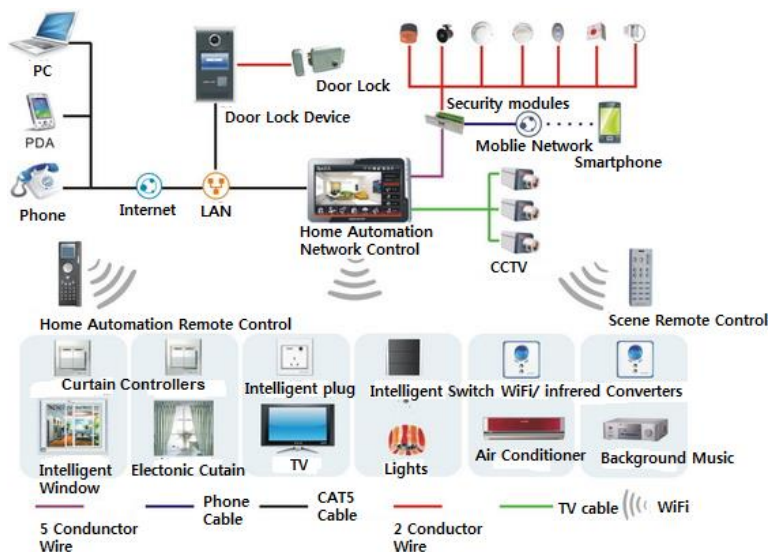 PC
PDA
Phone
Internet
LAN
Door Lock Device
Door Lock
Security modules
Moblie Network
Smartphone
Home Automation
Network Control
CCTV
Home Automation Remote Control
Scene Remote Control
Curtain Controllers
Intelligent plug
Intelligent Switch
WiFi/ infrred Converters
Intelligent
Window
Electonic Cutain
TV
Lights
Air Conditioner
Background Music
5 Condunctor
Wire
Phone
Cable
CAT5
Cable
2 Conductor
Wire
TV cable
WiFi